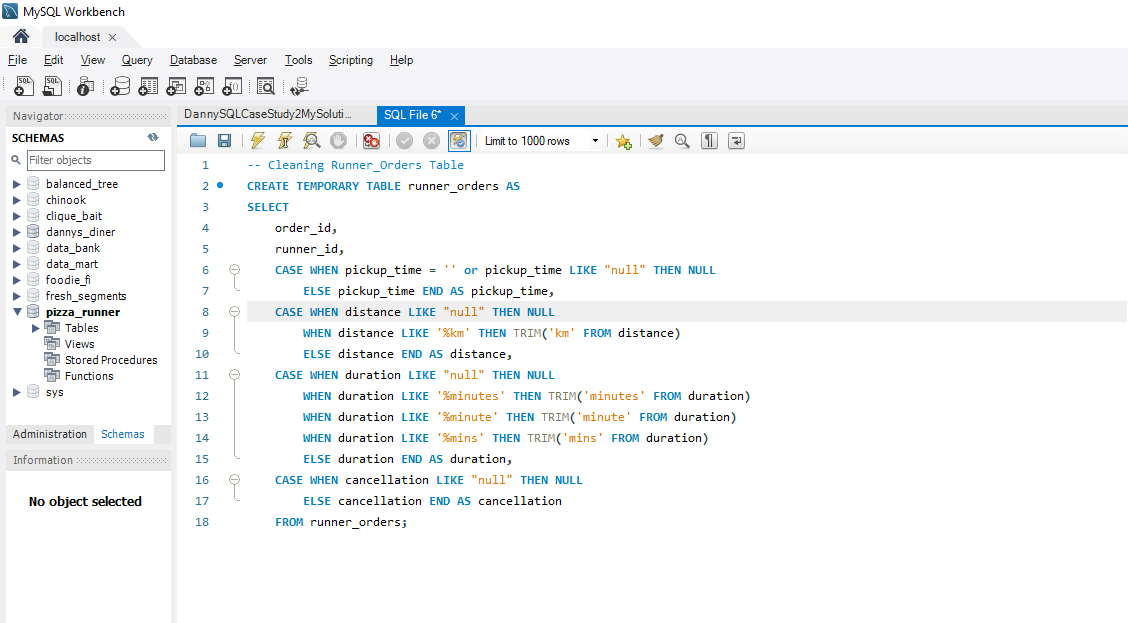 MySQL Workbench
localhost
File Edit View Query Database Server Tools Scripting Help
Navigator
SCHEMAS
Filter objects
balanced_tree
chinook
clique_bait
dannys_diner
data_bank
data_mart
foodie_fi
fresh_segments
pizza_runner
Tables
Views
Stored Procedures
Functions
sys
Administration Schemas
Information
No object selected
DannySQLCaseStudy2MySoluti... SQL File 6*
Limit to 1000 rows
1 -- Cleaning Runner_Orders Table
2 CREATE TEMPORARY TABLE runner_orders AS
3 SELECT
4 order_id,
5 runner_id,
6 CASE WHEN pickup_time = '' or pickup_time LIKE "null" THEN NULL
7 ELSE pickup_time END AS pickup_time,
8 CASE WHEN distance LIKE "null" THEN NULL
9 WHEN distance LIKE '%km' THEN TRIM('km' FROM distance)
10 ELSE distance END AS distance,
11 CASE WHEN duration LIKE "null" THEN NULL
12 WHEN duration LIKE '%minutes' THEN TRIM('minutes' FROM duration)
13 WHEN duration LIKE '%minute' THEN TRIM('minute' FROM duration)
14 WHEN duration LIKE '%mins' THEN TRIM('mins' FROM duration)
15 ELSE duration END AS duration,
16 CASE WHEN cancellation LIKE "null" THEN NULL
17 ELSE cancellation END AS cancellation
18 FROM runner_orders;